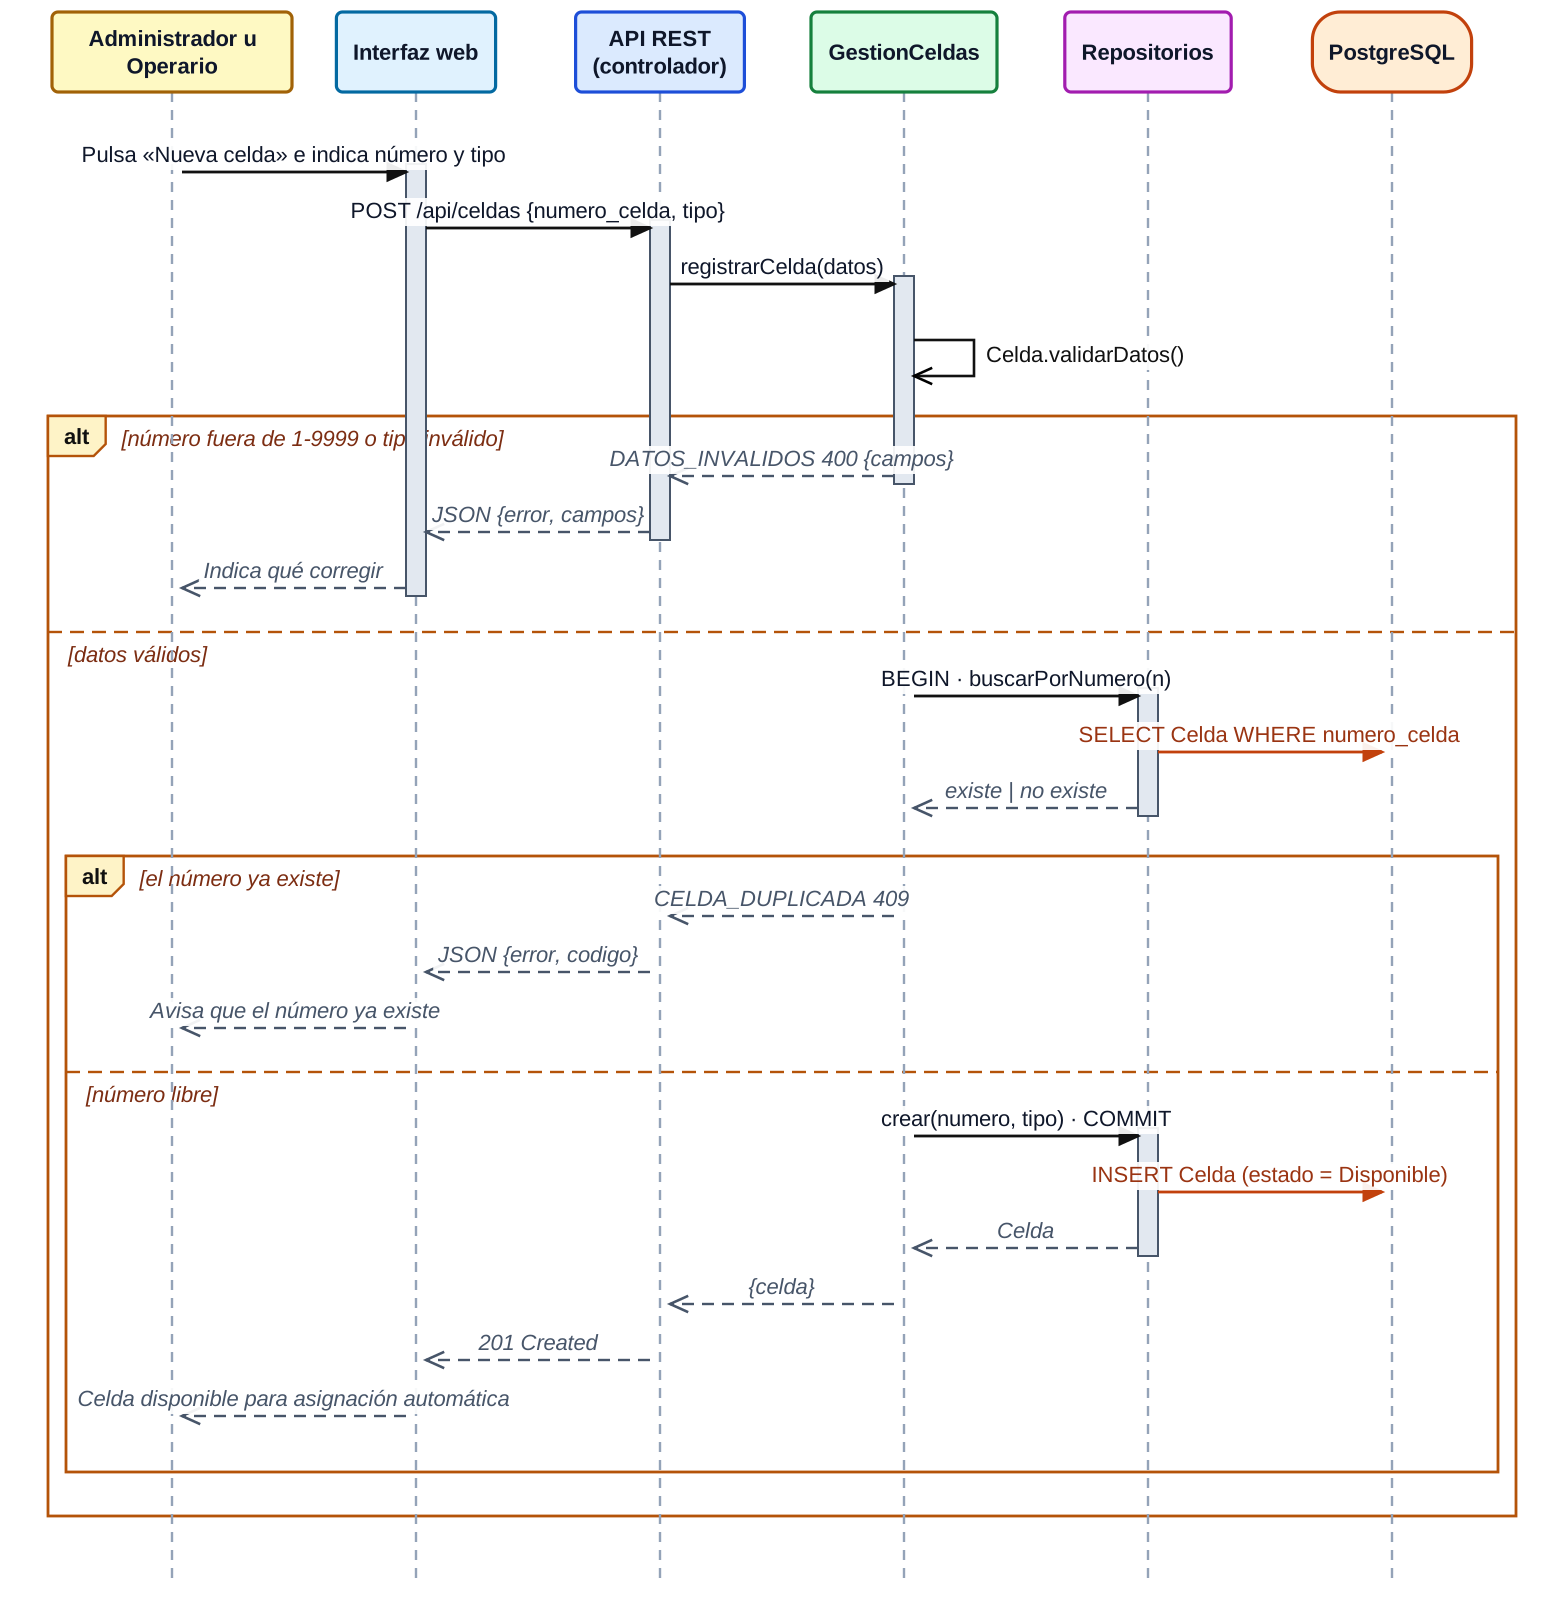 Administrador u
Operario
Interfaz web
API REST
(controlador)
GestionCeldas
Repositorios
PostgreSQL
Pulsa «Nueva celda» e indica número y tipo
POST /api/celdas {numero_celda, tipo}
registrarCelda(datos)
Celda.validarDatos()
alt
[número fuera de 1-9999 o tipo inválido]
DATOS_INVALIDOS 400 {campos}
JSON {error, campos}
Indica qué corregir
[datos válidos]
BEGIN · buscarPorNumero(n)
SELECT Celda WHERE numero_celda
existe | no existe
alt
[el número ya existe]
CELDA_DUPLICADA 409
JSON {error, codigo}
Avisa que el número ya existe
[número libre]
crear(numero, tipo) · COMMIT
INSERT Celda (estado = Disponible)
Celda
{celda}
201 Created
Celda disponible para asignación automática